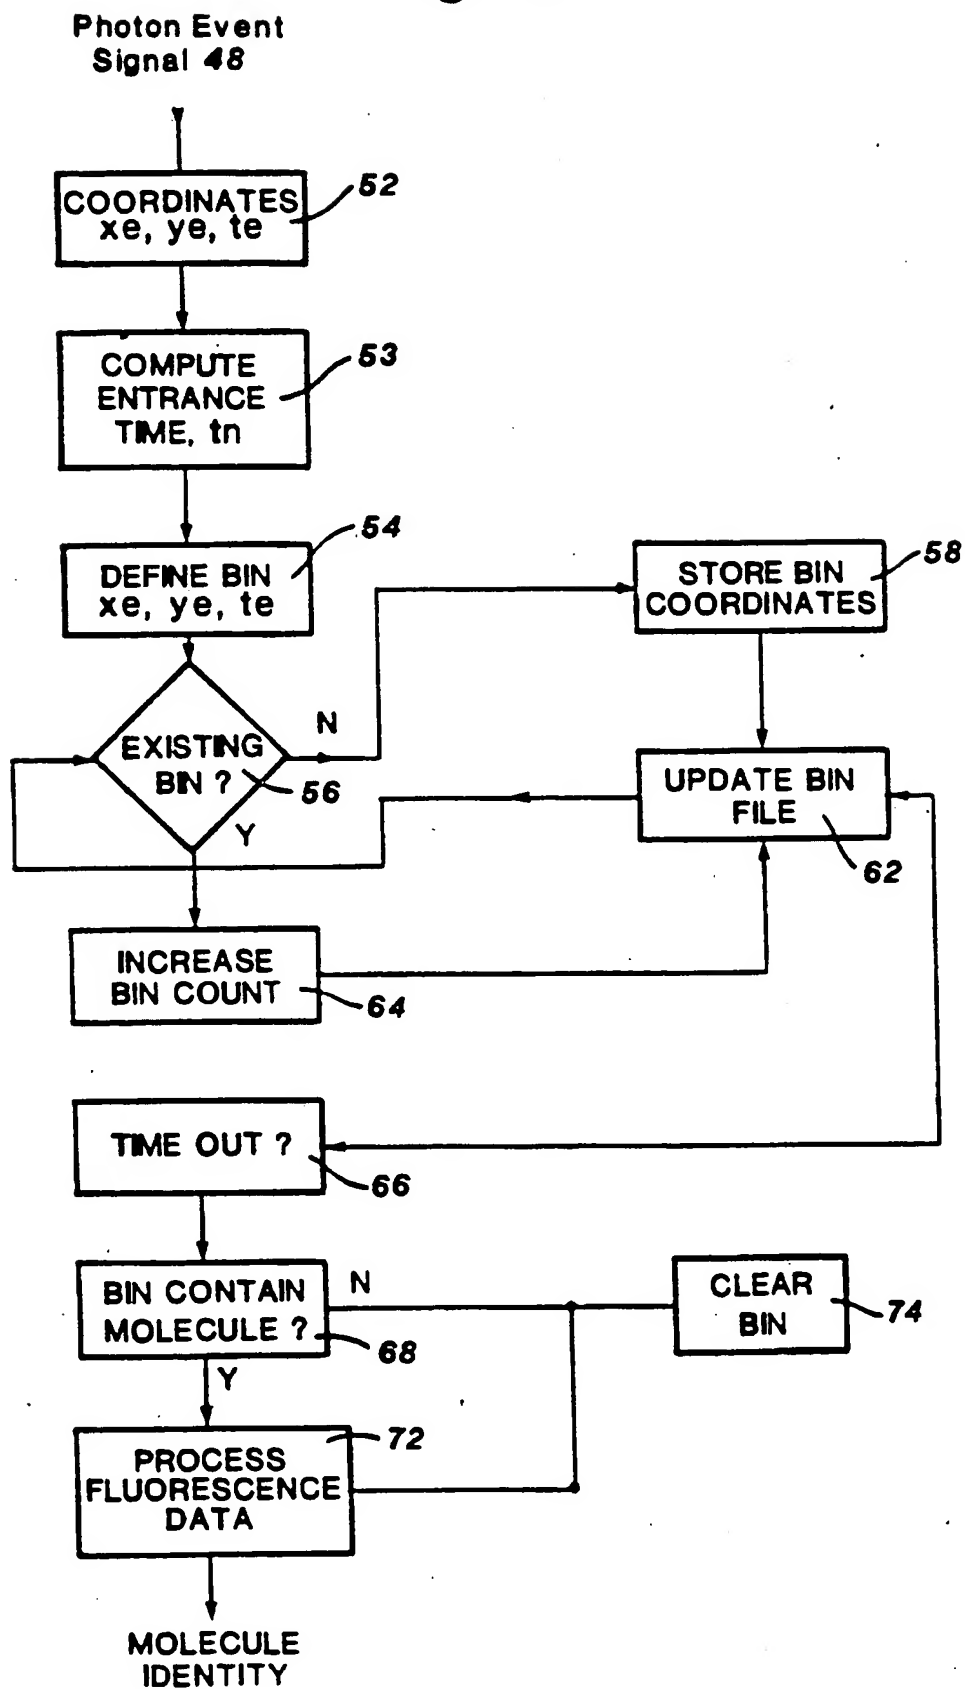 Photon Event
Signal 48
COORDINATES
xe, ye, te
52
COMPUTE
ENTRANCE
TIME, tn
53
DEFINE BIN
xe, ye, te
54
STORE BIN
COORDINATES
58
EXISTING
BIN ?
56
N
Y
UPDATE BIN
FILE
62
INCREASE
BIN COUNT
64
TIME OUT ?
66
BIN CONTAIN
MOLECULE ?
68
N
Y
CLEAR
BIN
74
PROCESS
FLUORESCENCE
DATA
72
MOLECULE
IDENTITY